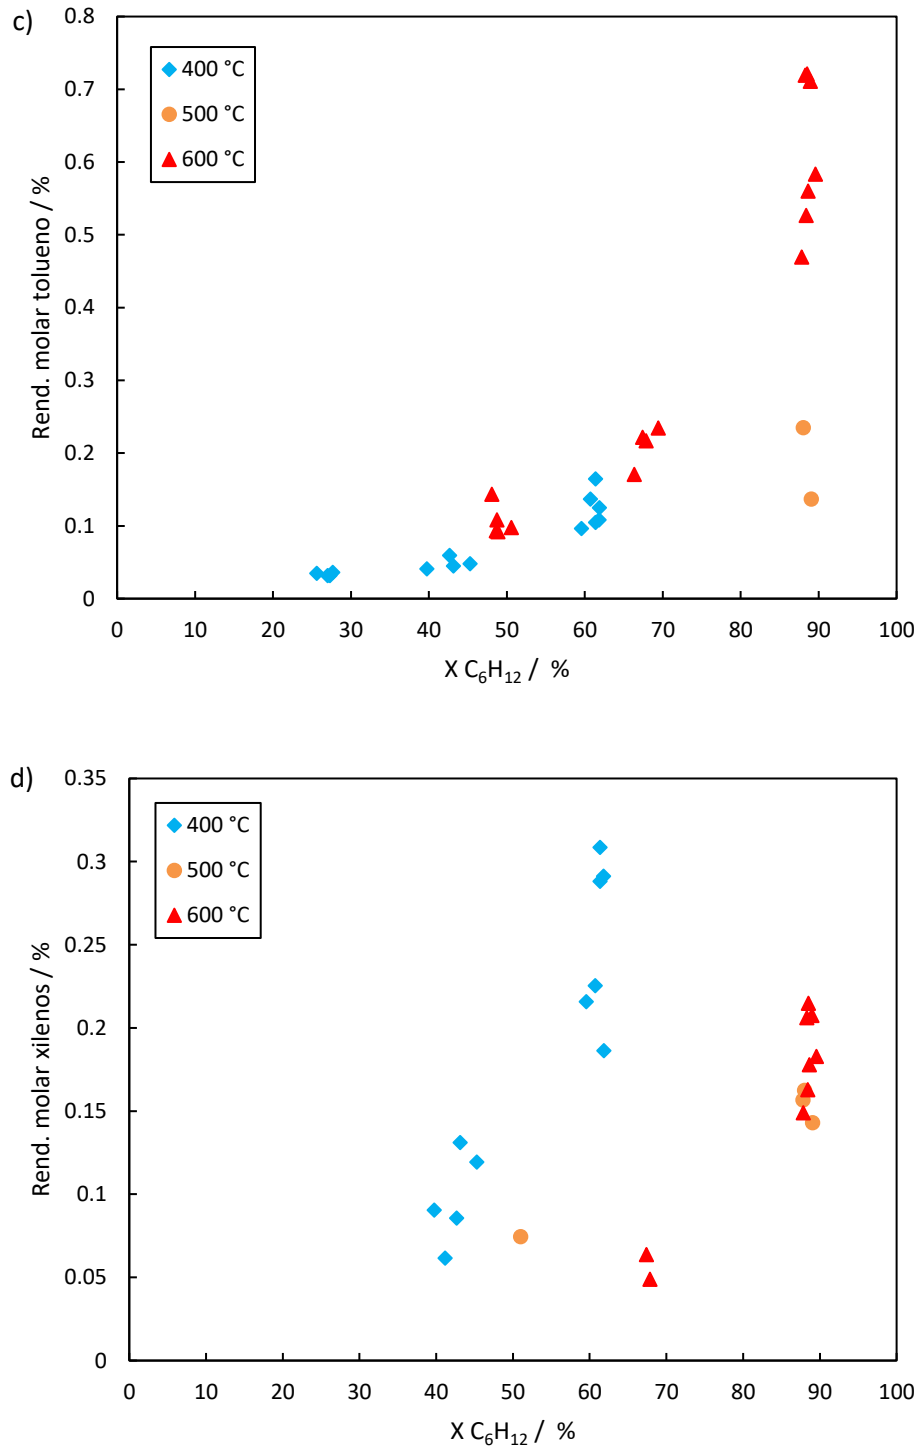 c)
0.8
0.7
0.6
0.5
0.4
0.3
0.2
0.1
0
Rend. molar tolueno / %
400 °C
500 °C
600 °C
0 10 20 30 40 50 60 70 80 90 100
X C₆H₁₂ / %
d)
0.35
0.3
0.25
0.2
0.15
0.1
0.05
0
Rend. molar xilenos / %
400 °C
500 °C
600 °C
0 10 20 30 40 50 60 70 80 90 100
X C₆H₁₂ / %